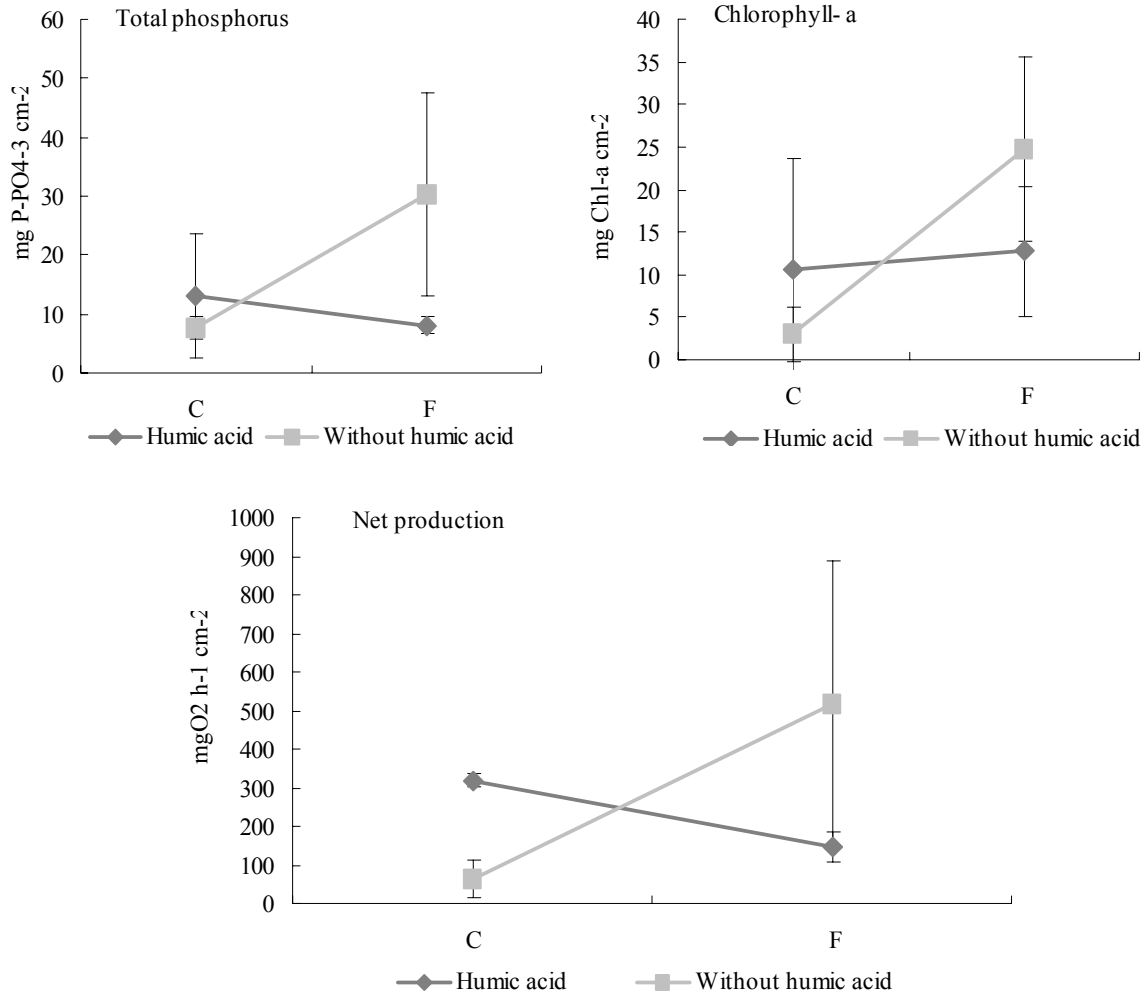 Total phosphorus
60
50
40
30
20
10
0
mg P-PO4-3 cm-2
C F
Humic acid Without humic acid
Chlorophyll- a
40
35
30
25
20
15
10
5
0
mg Chl-a cm-2
C F
Humic acid Without humic acid
Net production
1000
900
800
700
600
500
400
300
200
100
0
mgO2 h-1 cm-2
C F
Humic acid Without humic acid